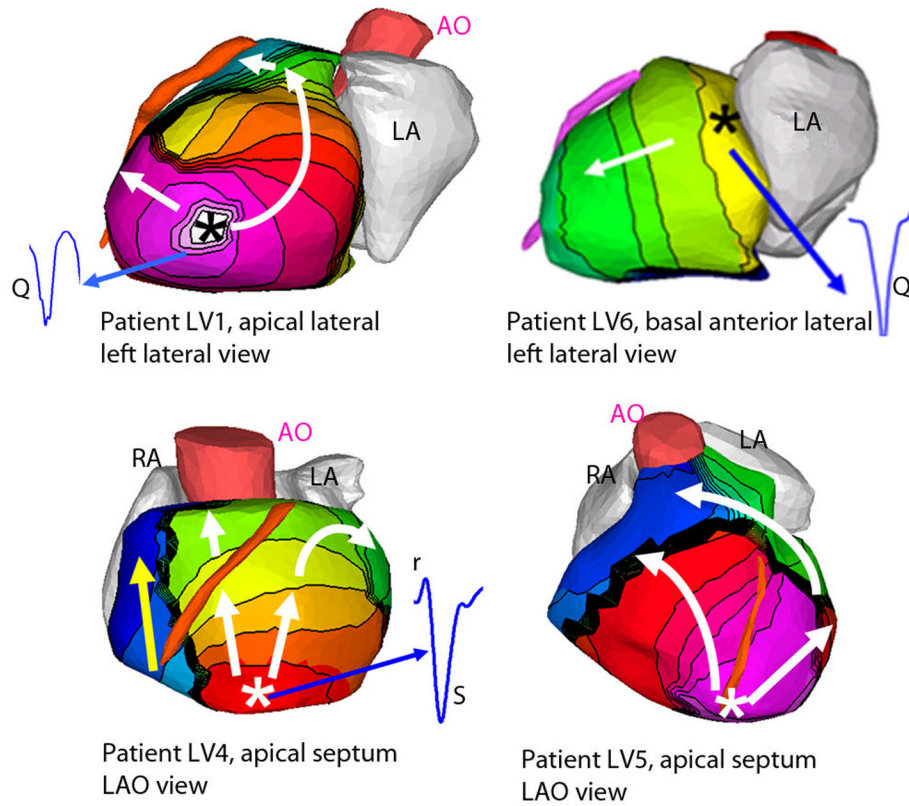 AO
LA
*
Q
Patient LV1, apical lateral
left lateral view
LA
*
Q
Patient LV6, basal anterior lateral
left lateral view
AO
RA
LA
r
*
S
Patient LV4, apical septum
LAO view
AO
LA
RA
*
Patient LV5, apical septum
LAO view